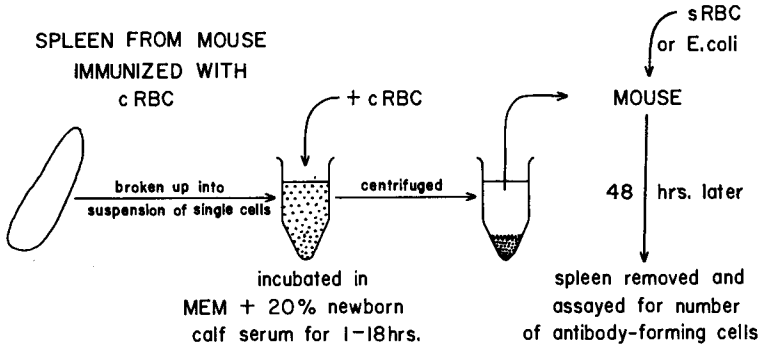 SPLEEN FROM MOUSE
IMMUNIZED WITH
cRBC
broken up into
suspension of single cells
+ cRBC
incubated in
MEM + 20% newborn
calf serum for 1-18hrs.
centrifuged
sRBC
or E.coli
MOUSE
48 hrs. later
spleen removed and
assayed for number
of antibody-forming cells